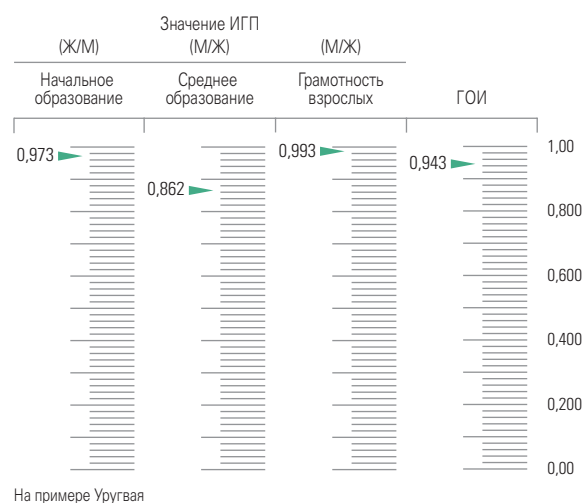 Значение ИГП
(Ж/М) (М/Ж) (М/Ж)
Начальное образование
Среднее образование
Грамотность взрослых
ГОИ
0,973
0,862
0,993
0,943
1,00
0,800
0,600
0,400
0,200
0,00
На примере Уругвая